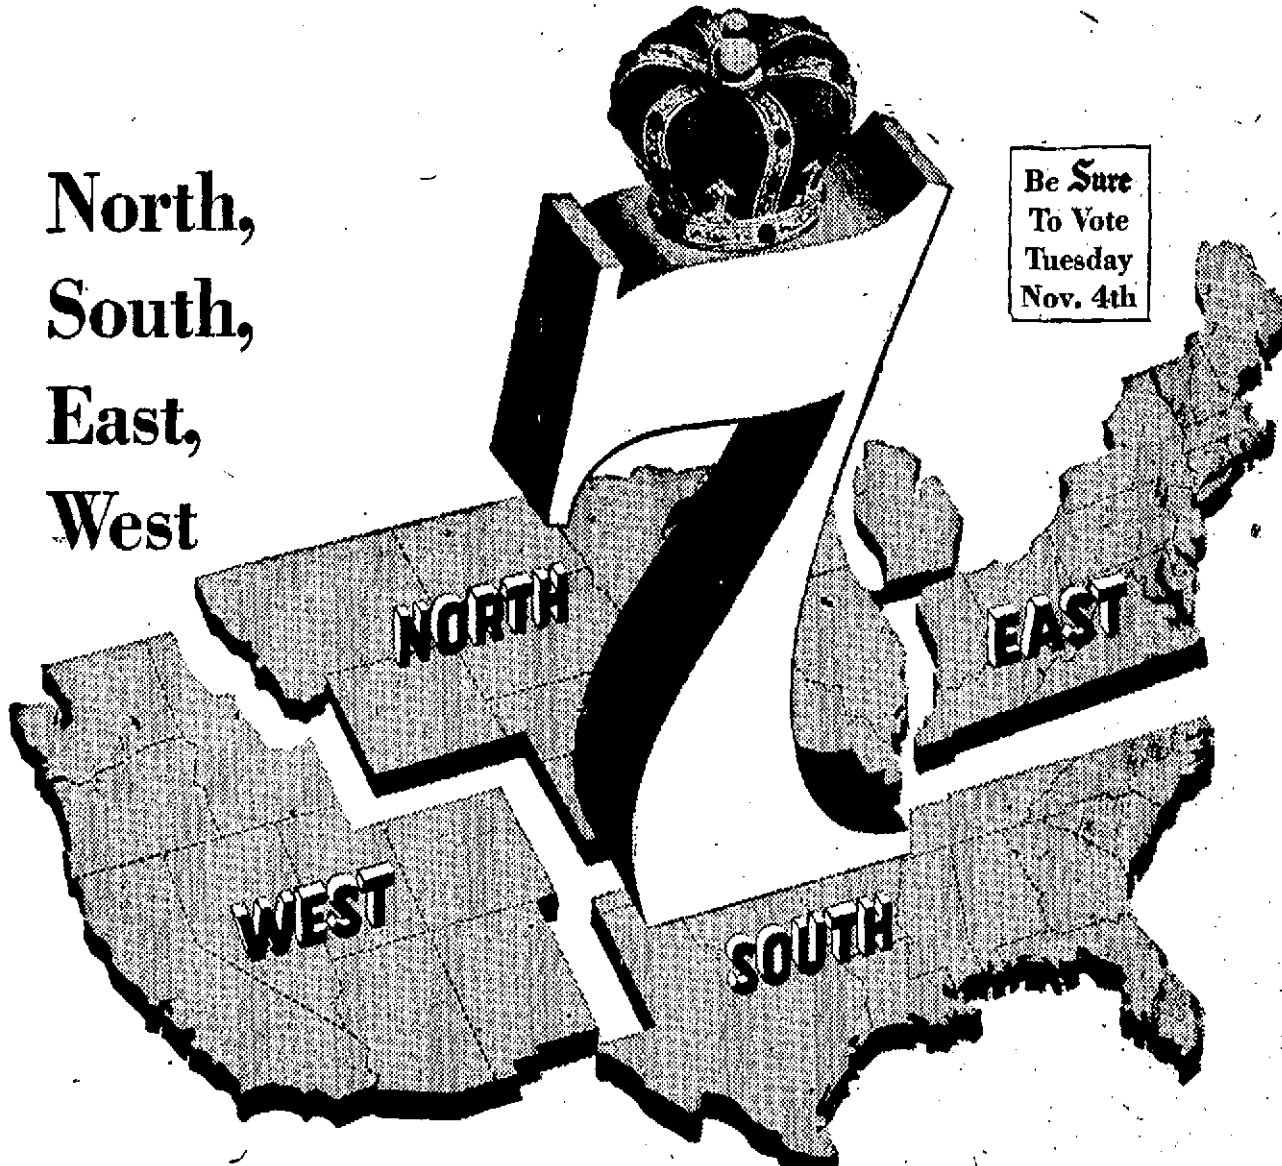 North,
South,
East,
West
7
Be Sure
To Vote
Tuesday
Nov. 4th
NORTH
EAST
WEST
SOUTH